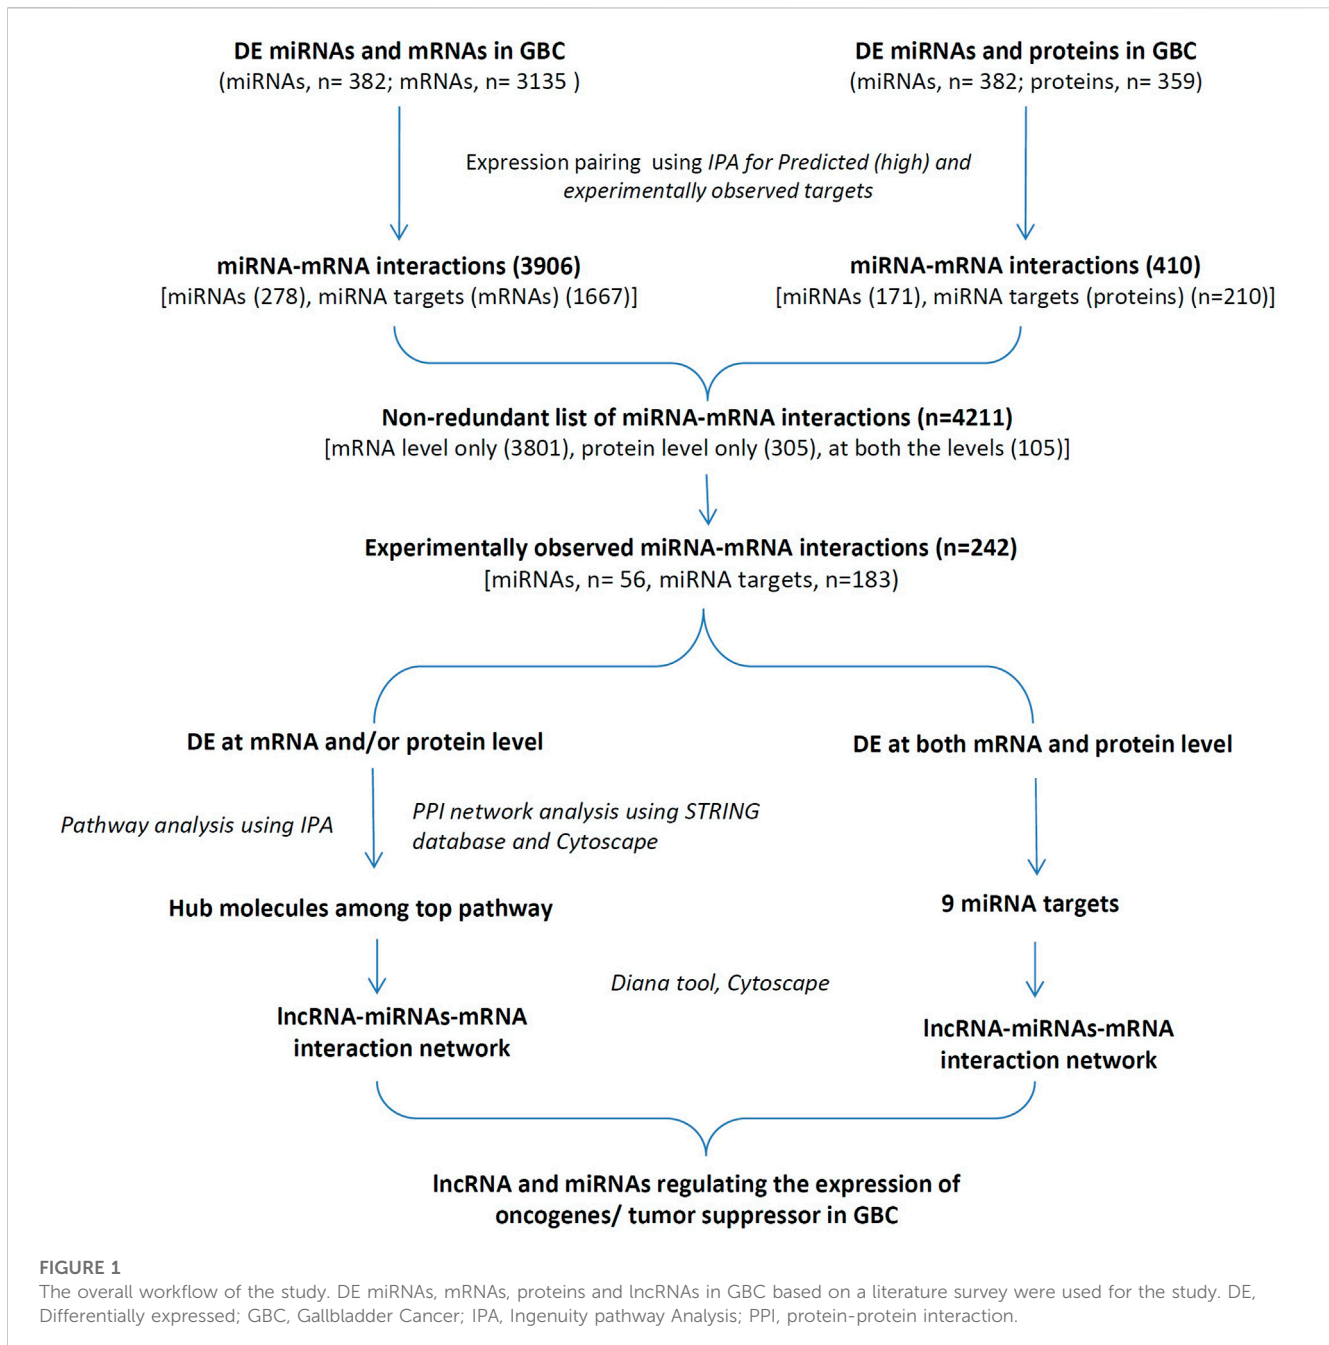 DE miRNAs and mRNAs in GBC
(miRNAs, n= 382; mRNAs, n= 3135 )
DE miRNAs and proteins in GBC
(miRNAs, n= 382; proteins, n= 359)
Expression pairing using IPA for Predicted (high) and
experimentally observed targets
miRNA-mRNA interactions (3906)
[miRNAs (278), miRNA targets (mRNAs) (1667)]
miRNA-mRNA interactions (410)
[miRNAs (171), miRNA targets (proteins) (n=210)]
Non-redundant list of miRNA-mRNA interactions (n=4211)
[mRNA level only (3801), protein level only (305), at both the levels (105)]
Experimentally observed miRNA-mRNA interactions (n=242)
[miRNAs, n= 56, miRNA targets, n=183)
DE at mRNA and/or protein level
DE at both mRNA and protein level
Pathway analysis using IPA
PPI network analysis using STRING
database and Cytoscape
Hub molecules among top pathway
9 miRNA targets
Diana tool, Cytoscape
lncRNA-miRNAs-mRNA
interaction network
lncRNA-miRNAs-mRNA
interaction network
lncRNA and miRNAs regulating the expression of
oncogenes/ tumor suppressor in GBC
FIGURE 1
The overall workflow of the study. DE miRNAs, mRNAs, proteins and lncRNAs in GBC based on a literature survey were used for the study. DE,
Differentially expressed; GBC, Gallbladder Cancer; IPA, Ingenuity pathway Analysis; PPI, protein-protein interaction.